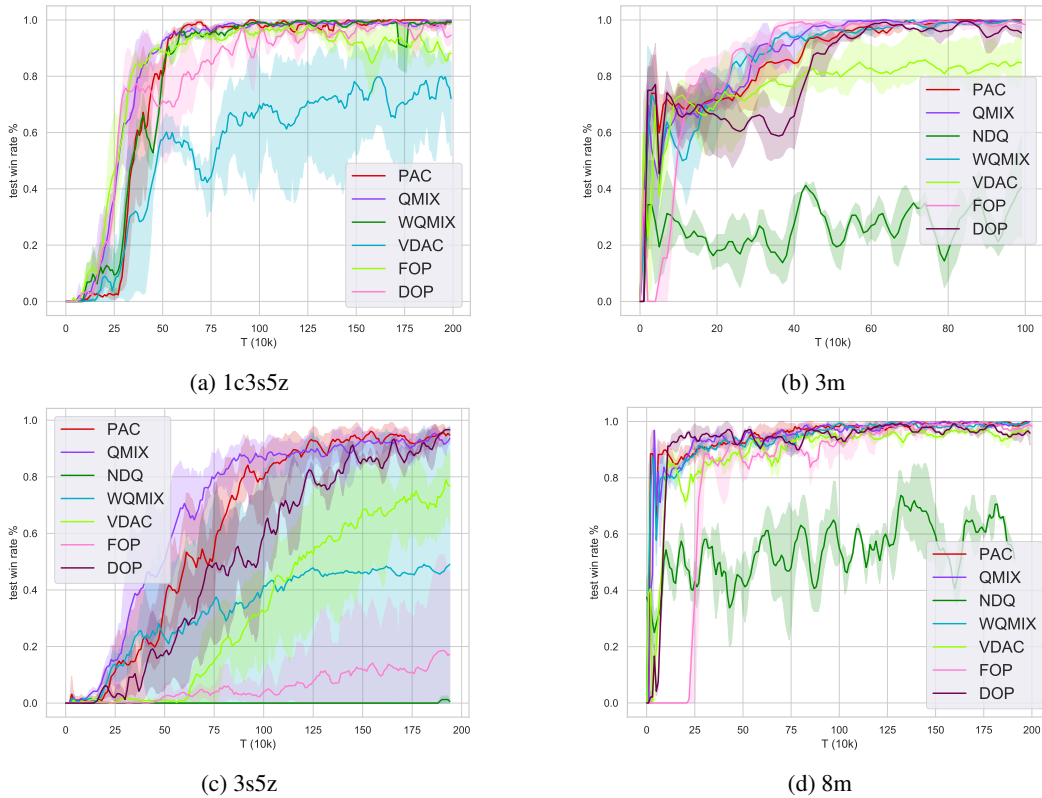 1.0
0.8
0.6
0.4
0.2
0.0
test win rate %
PAC
QMIX
WQMIX
VDAC
FOP
DOP
0 25 50 75 100 125 150 175 200
T (10k)
(a) 1c3s5z
1.0
0.8
0.6
0.4
0.2
0.0
test win rate %
PAC
QMIX
NDQ
WQMIX
VDAC
FOP
DOP
0 20 40 60 80 100
T (10k)
(b) 3m
1.0
0.8
0.6
0.4
0.2
0.0
test win rate %
PAC
QMIX
NDQ
WQMIX
VDAC
FOP
DOP
0 25 50 75 100 125 150 175 200
T (10k)
(c) 3s5z
1.0
0.8
0.6
0.4
0.2
0.0
test win rate %
PAC
QMIX
NDQ
WQMIX
VDAC
FOP
DOP
0 25 50 75 100 125 150 175 200
T (10k)
(d) 8m